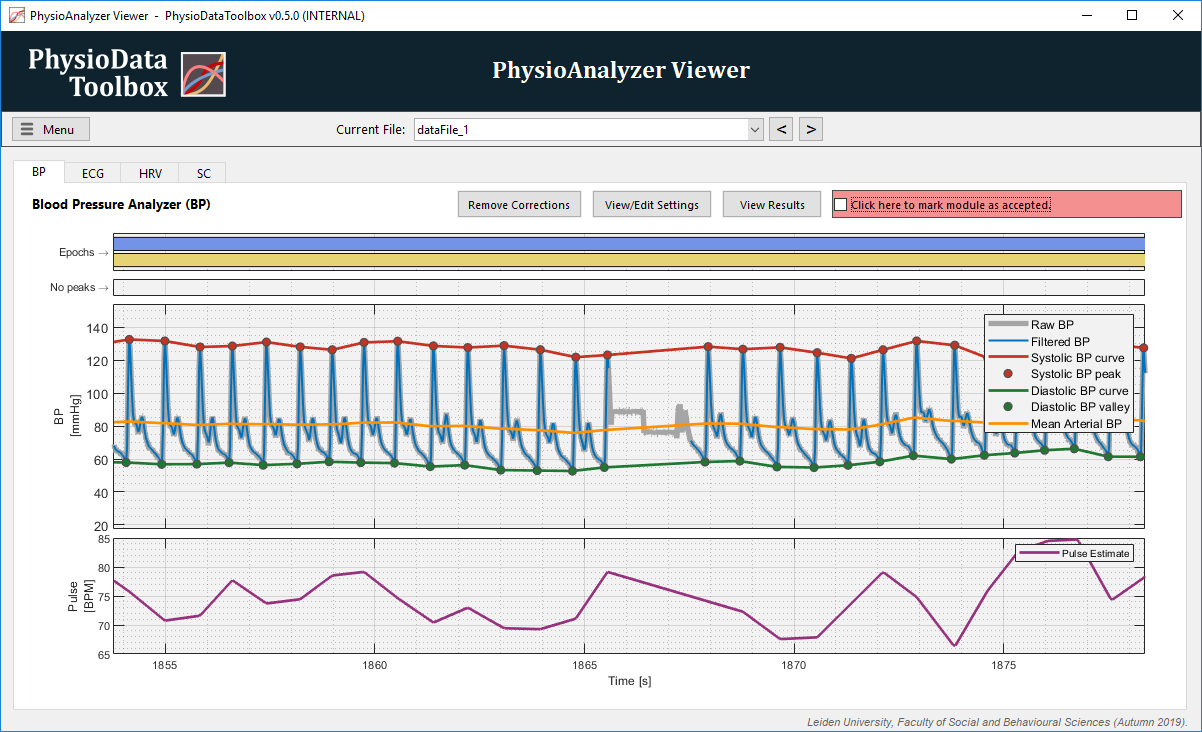 PhysioAnalyzer Viewer - PhysioDataToolbox v0.5.0 (INTERNAL)
PhysioData
Toolbox
PhysioAnalyzer Viewer
Menu
Current File:
dataFile_1
<
>
BP
ECG
HRV
SC
Blood Pressure Analyzer (BP)
Remove Corrections
View/Edit Settings
View Results
Click here to mark module as accepted.
Epochs →
No peaks →
140
120
100
80
60
40
20
BP
[mmHg]
Raw BP
Filtered BP
Systolic BP curve
Systolic BP peak
Diastolic BP curve
Diastolic BP valley
Mean Arterial BP
85
80
75
70
65
Pulse
[BPM]
Pulse Estimate
1855
1860
1865
1870
1875
Time [s]
Leiden University, Faculty of Social and Behavioural Sciences (Autumn 2019).